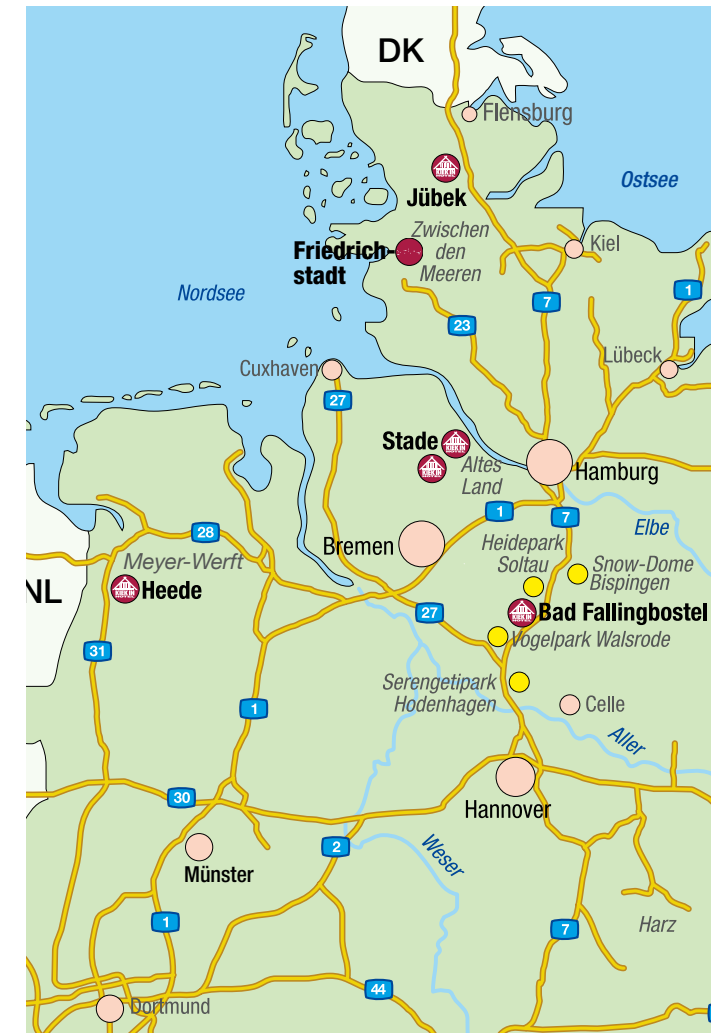 DK
Flensburg
Ostsee
Jübek
Zwischen
den
Meeren
Friedrich-
stadt
Kiel
Nordsee
1
7
23
Lübeck
Cuxhaven
27
Stade
Altes
Land
Hamburg
1
7
Elbe
28
Bremen
Heidepark
Soltau
Snow-Dome
Bispingen
Meyer-Werft
NL
Heede
27
Bad Fallingbostel
Vogelpark Walsrode
31
Serengetipark
Hodenhagen
Celle
1
Aller
30
Hannover
2
Weser
Münster
1
7
Harz
44
Dortmund